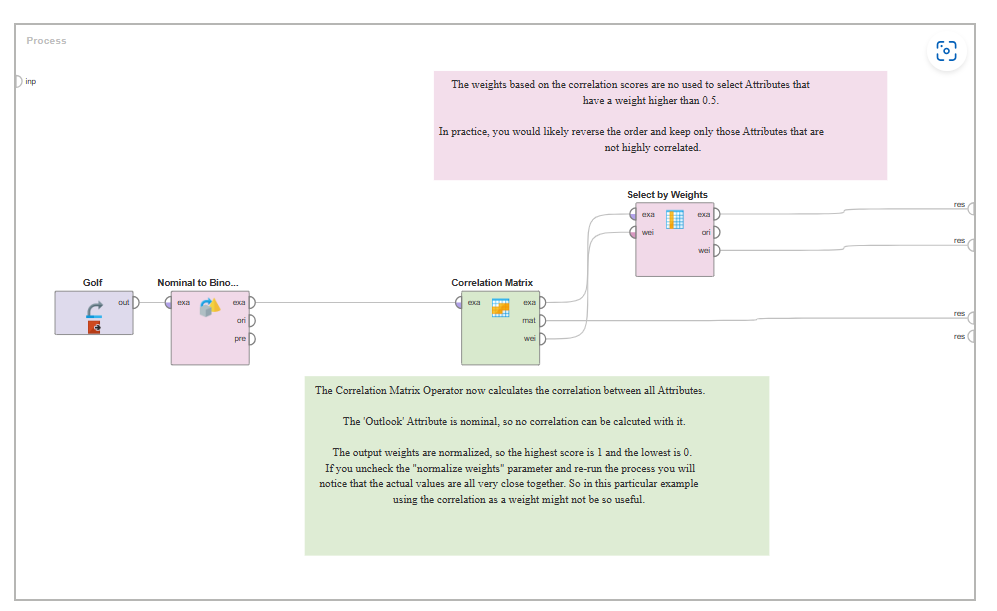 Process
inp
The weights based on the correlation scores are no used to select Attributes that
have a weight higher than 0.5.
In practice, you would likely reverse the order and keep only those Attributes that are
not highly correlated.
Select by Weights
exa
wei
exa
ori
wei
res
res
Golf
out
Nominal to Bino...
exa
exa
ori
pre
Correlation Matrix
exa
exa
mat
wei
res
res
The Correlation Matrix Operator now calculates the correlation between all Attributes.
The 'Outlook' Attribute is nominal, so no correlation can be calcuted with it.
The output weights are normalized, so the highest score is 1 and the lowest is 0.
If you uncheck the "normalize weights" parameter and re-run the process you will
notice that the actual values are all very close together. So in this particular example
using the correlation as a weight might not be so useful.